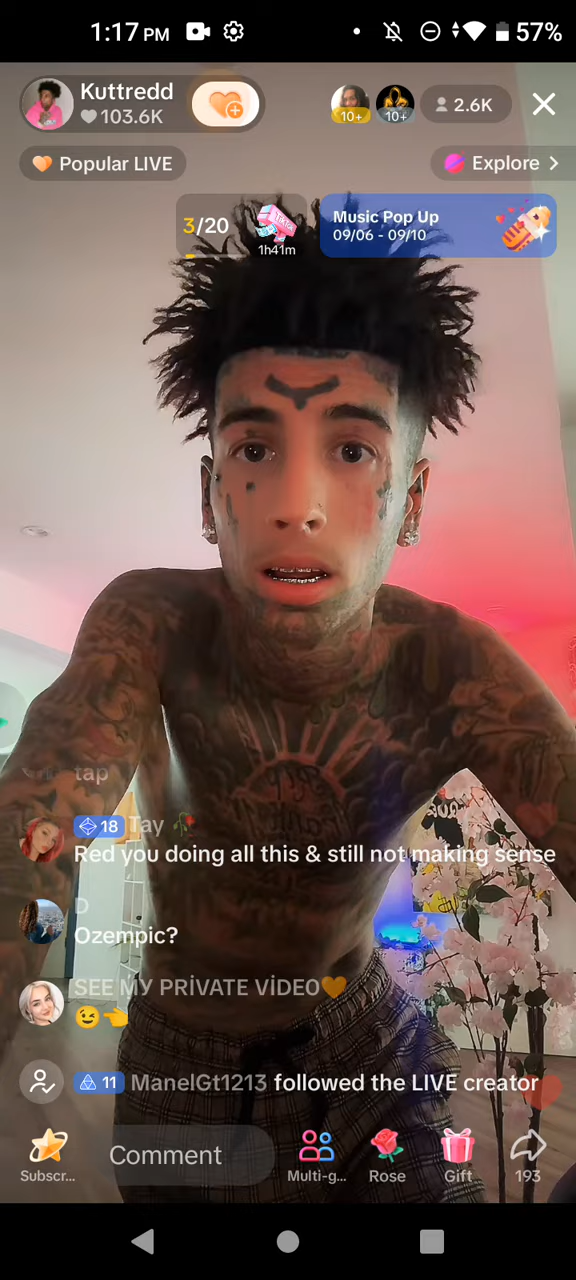 1:17 PM
57%
Kuttredd
103.6K
10+
10+
2.6K
Popular LIVE
Explore >
3/20
TikTok
1h41m
Music Pop Up
09/06 - 09/10
tap
18 Tay 🥀
Red you doing all this & still not making sense
D
Ozempic?
SEE MY PRİVATE VİDEO🧡
😉👈
11 ManelGt1213 followed the LIVE creator
Comment
Subscr...
Multi-g...
Rose
Gift
193